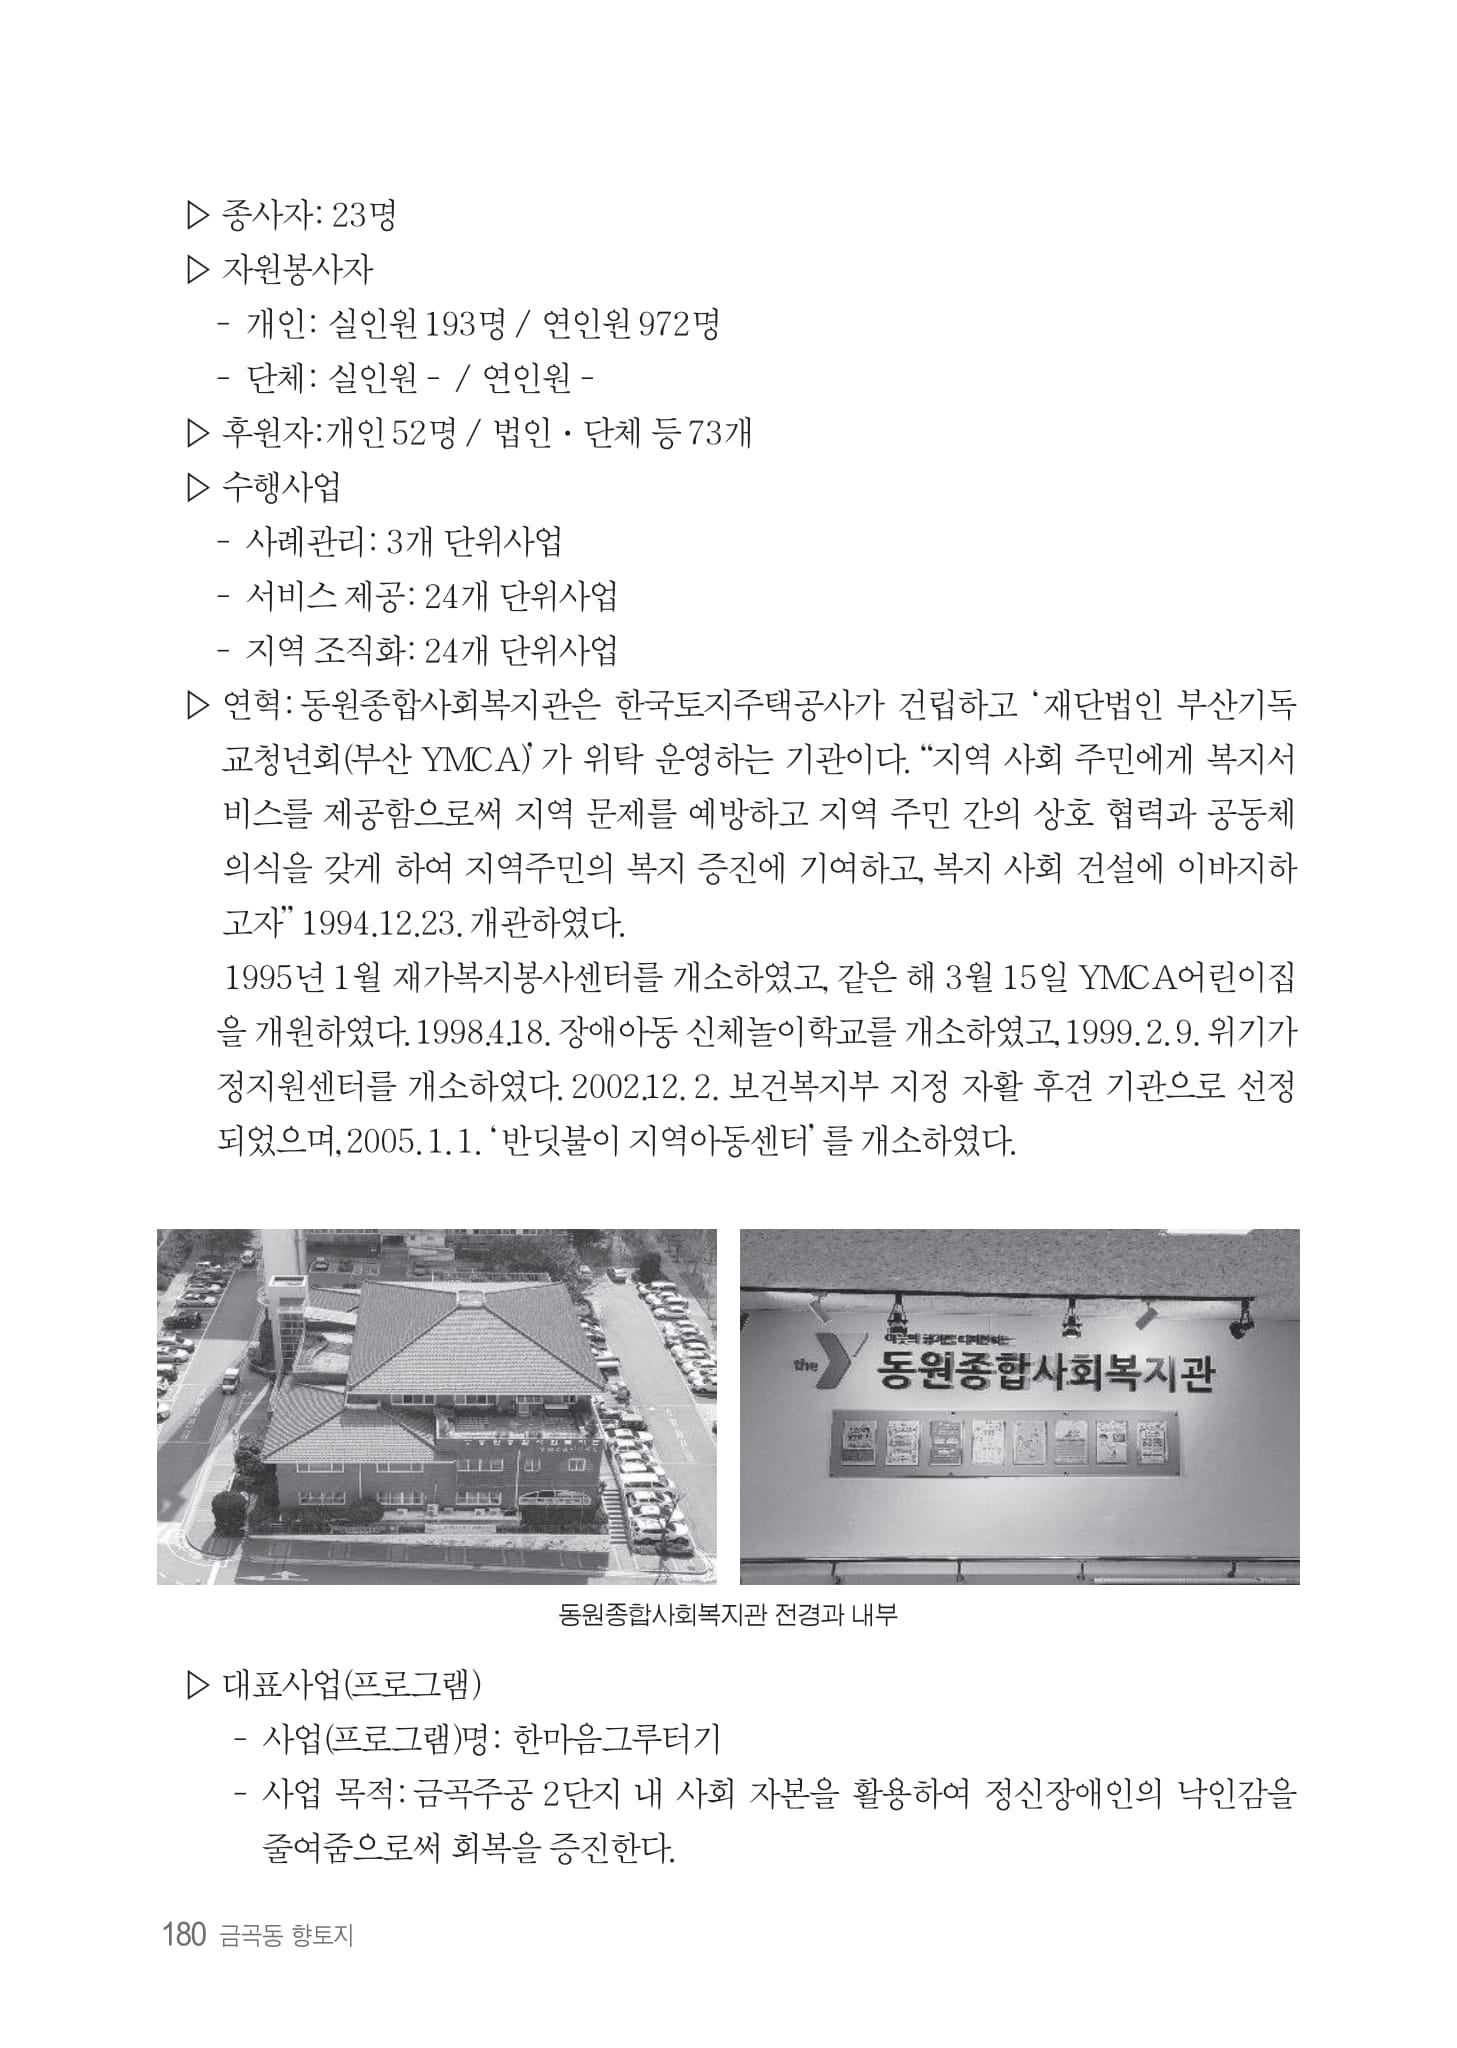 ▷ 종사자: 23명
▷ 자원봉사자
- 개인: 실인원 193명 / 연인원 972명
- 단체: 실인원 - / 연인원 -
▷ 후원자:개인 52명 / 법인·단체 등 73개
▷ 수행사업
- 사례관리: 3개 단위사업
- 서비스 제공: 24개 단위사업
- 지역 조직화: 24개 단위사업
▷ 연혁: 동원종합사회복지관은 한국토지주택공사가 건립하고 ‘재단법인 부산기독
교청년회(부산 YMCA)’가 위탁 운영하는 기관이다. “지역 사회 주민에게 복지서
비스를 제공함으로써 지역 문제를 예방하고 지역 주민 간의 상호 협력과 공동체
의식을 갖게 하여 지역주민의 복지 증진에 기여하고, 복지 사회 건설에 이바지하
고자” 1994.12.23. 개관하였다.
1995년 1월 재가복지봉사센터를 개소하였고, 같은 해 3월 15일 YMCA어린이집
을 개원하였다. 1998.4.18. 장애아동 신체놀이학교를 개소하였고, 1999. 2. 9. 위기가
정지원센터를 개소하였다. 2002.12. 2. 보건복지부 지정 자활 후견 기관으로 선정
되었으며, 2005. 1. 1. ‘반딧불이 지역아동센터’를 개소하였다.
the
동원종합사회복지관
동원종합사회복지관 전경과 내부
▷ 대표사업(프로그램)
- 사업(프로그램)명: 한마음그루터기
- 사업 목적: 금곡주공 2단지 내 사회 자본을 활용하여 정신장애인의 낙인감을
줄여줌으로써 회복을 증진한다.
180 금곡동 향토지